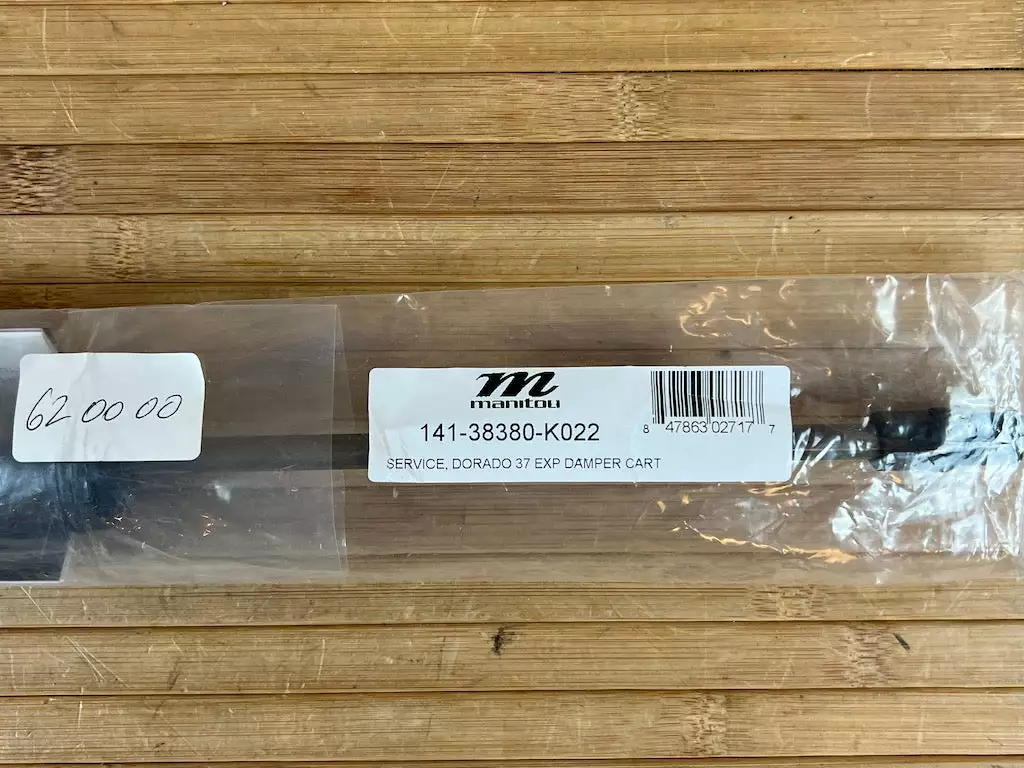 62 00 00
m
manitou
141-38380-K022
8 47863 02717 7
SERVICE, DORADO 37 EXP DAMPER CART